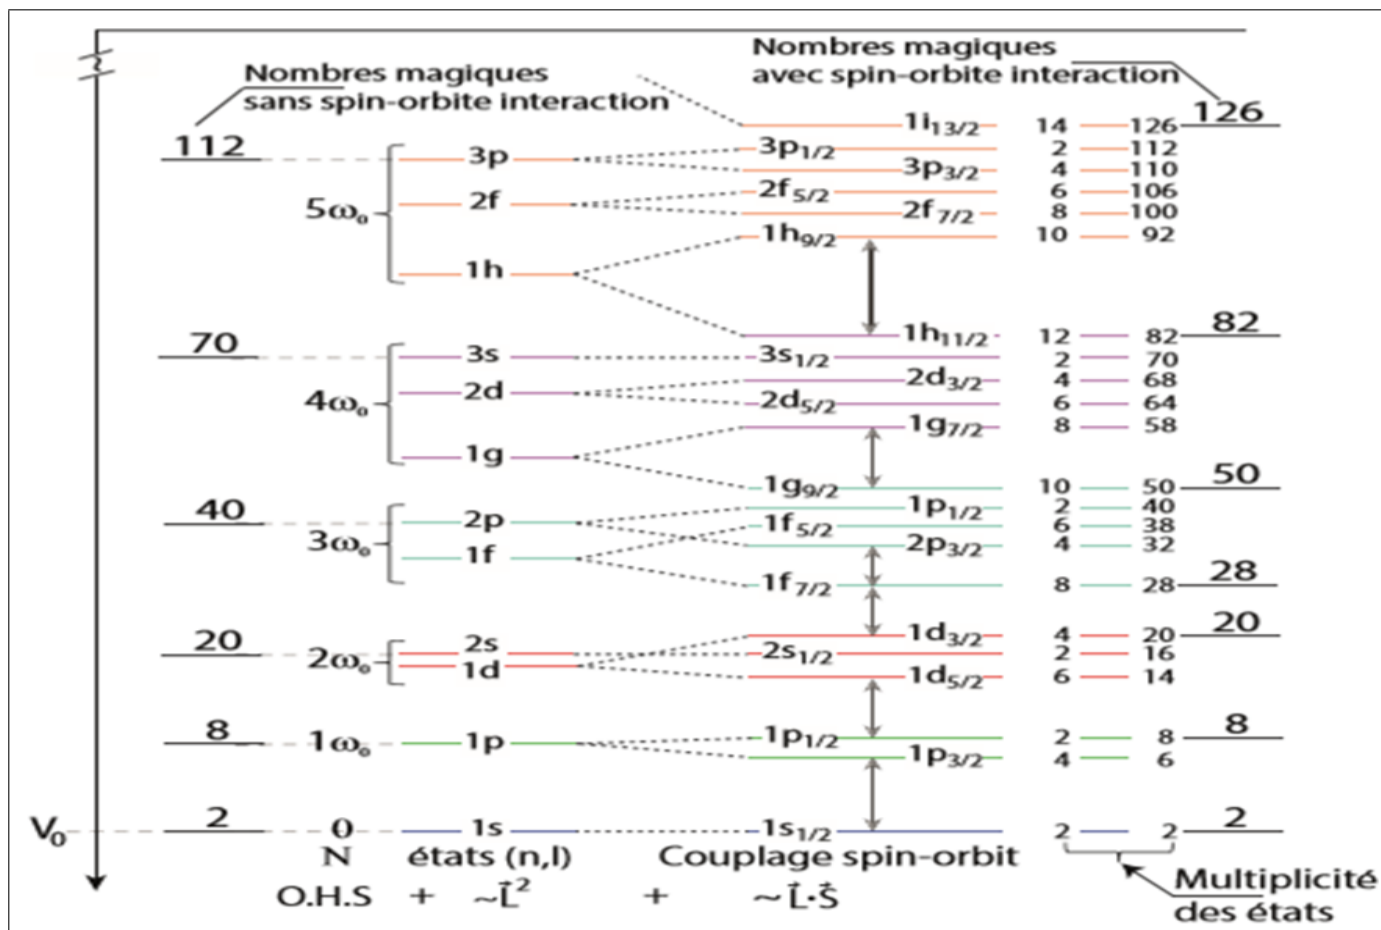 Nombres magiques
sans spin-orbite interaction
Nombres magiques
avec spin-orbite interaction
1i13/2 14 126 126
112 3p 3p1/2 2 112
3p3/2 4 110
5ω0 2f 2f5/2 6 106
2f7/2 8 100
1h 1h9/2 10 92
1h11/2 12 82 82
70 3s 3s1/2 2 70
2d3/2 4 68
4ω0 2d 2d5/2 6 64
1g7/2 8 58
1g 1g9/2 10 50 50
40 2p 1p1/2 2 40
1f5/2 6 38
3ω0 1f 2p3/2 4 32
1f7/2 8 28 28
20 2s 1d3/2 4 20 20
2ω0 2s1/2 2 16
1d 1d5/2 6 14
8 1ω0 1p 1p1/2 2 8 8
1p3/2 4 6
V0 2 0 1s 1s1/2 2 2 2
N états (n,l) Couplage spin-orbit
O.H.S + ~L⃗² + ~L⃗·S⃗
Multiplicité
des états